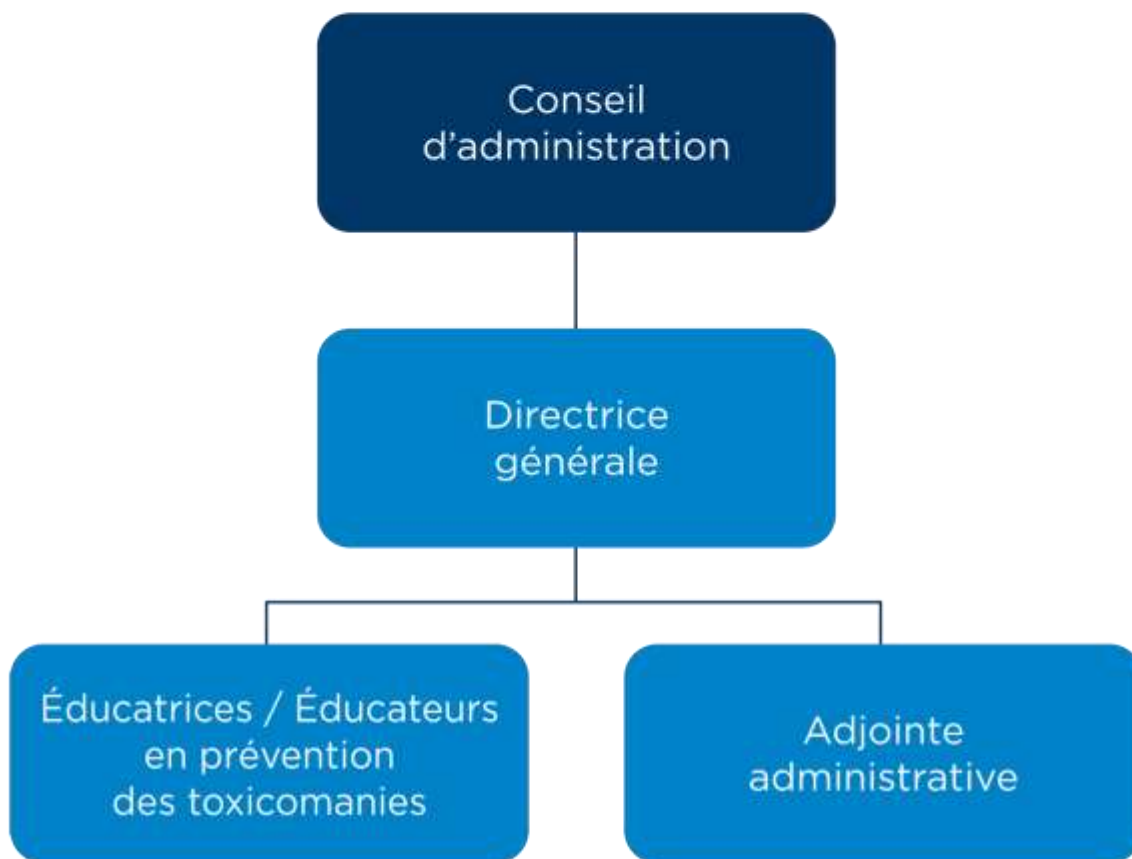 Conseil
d'administration
Directrice
générale
Éducatrices / Éducateurs
en prévention
des toxicomanies
Adjointe
administrative